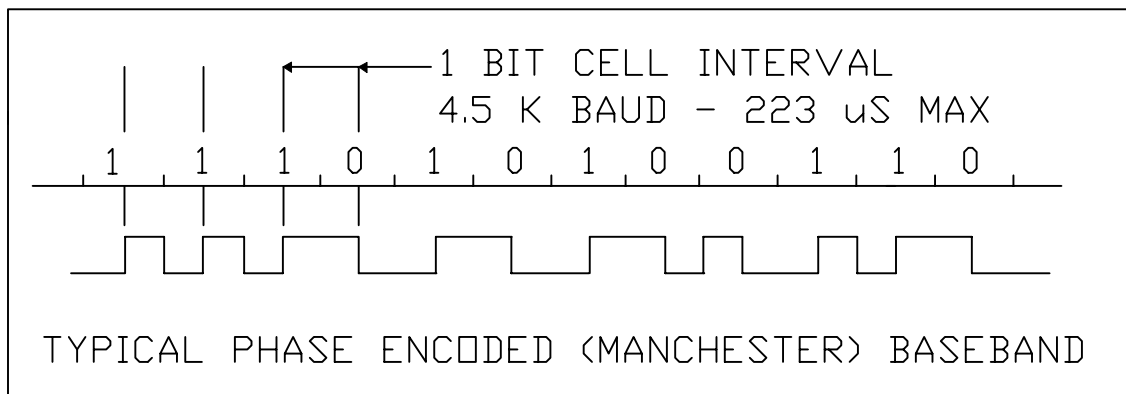 1 BIT CELL INTERVAL
4.5 K BAUD - 223 uS MAX
1 1 1 0 1 0 1 0 0 1 1 0
TYPICAL PHASE ENCODED (MANCHESTER) BASEBAND